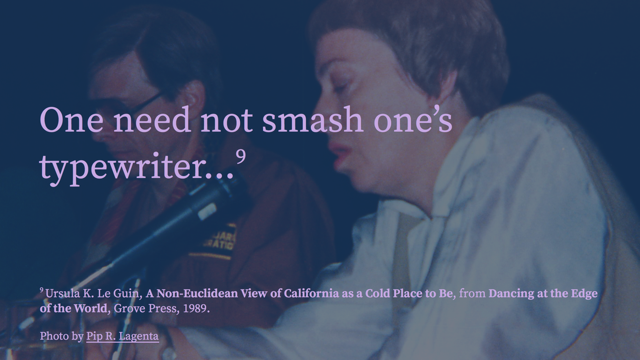 One need not smash one’s
typewriter...⁹
⁹ Ursula K. Le Guin, A Non-Euclidean View of California as a Cold Place to Be, from Dancing at the Edge
of the World, Grove Press, 1989.
Photo by Pip R. Lagenta